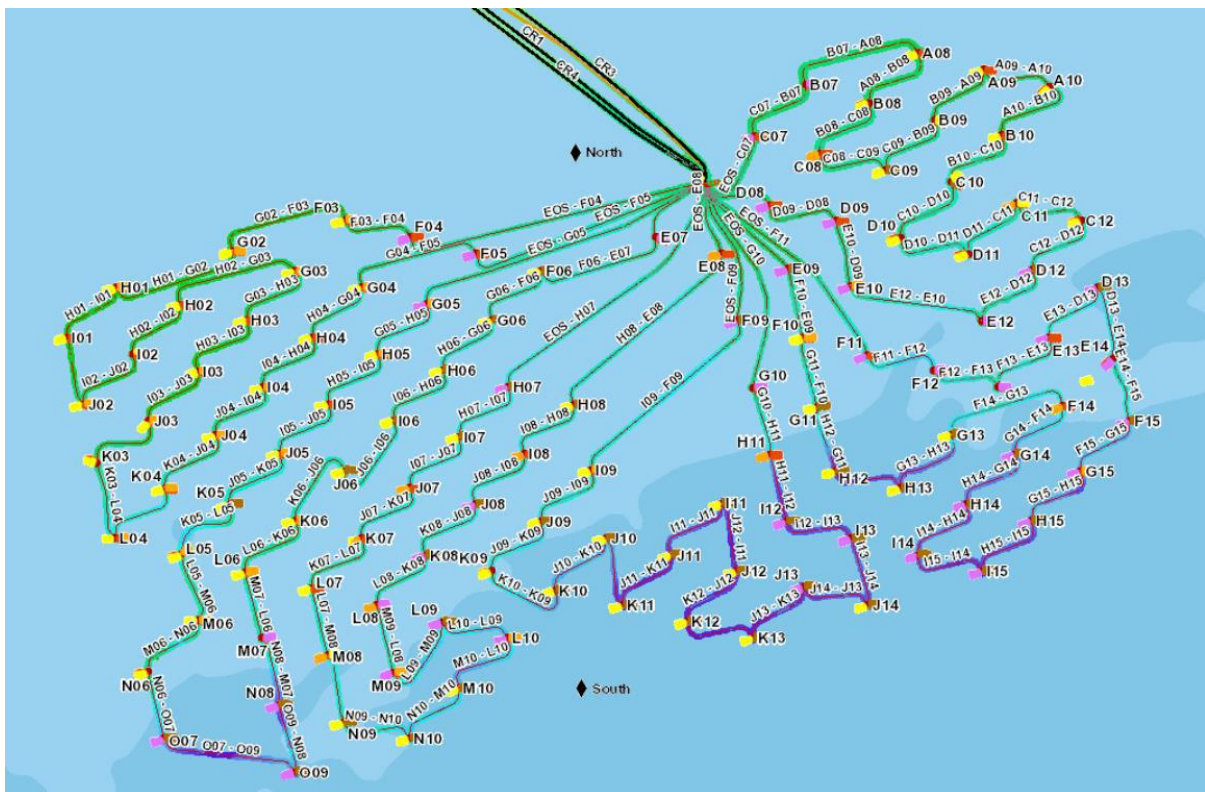 CR1
CR4
CR3
North
South
EOS - C07
C07 - B07
B07 - A08
A08 - B08
B08 - C08
C08 - C09
C09 - B09
B09 - A09
A09 - A10
A10 - B10
B10 - C10
C10 - D10
D10 - D11
D11 - C11
C11 - C12
C12 - D12
E12 - D12
E12 - E10
E10 - D09
D09 - D08
A08
B07
B08
C07
C08
C09
B09
A09
A10
B10
C10
D10
D11
C11
C12
D12
E12
E10
D09
D08
EOS - F04
EOS - F05
EOS - G05
EOS - E08
EOS - H07
EOS - F09
EOS - G10
EOS - F11
G02 - F03
F03 - F04
H01 - G02
H01 - I01
I02 - J02
H02 - I02
H02 - G03
G03 - H03
H03 - I03
I03 - J03
K03 - L04
K04 - J04
J04 - I04
I04 - H04
H04 - G04
G04 - F05
F03
F04
G02
F05
G03
H01
H02
I01
I02
J02
H03
I03
J03
K03
L04
K04
J04
I04
H04
G04
G05 - H05
H05 - I05
I05 - J05
J05 - K05
K05 - L05
L05 - M06
M06 - N06
N06 - O07
O07 - O09
O09 - N08
N08 - M07
M07 - L06
L06 - K06
K06 - J06
J06 - I06
I06 - H06
H06 - G06
G06 - F06
F06 - E07
G05
H05
I05
J05
K05
L05
M06
N06
O07
O09
N08
M07
L06
K06
J06
I06
H06
G06
F06
E07
H07 - I07
I07 - J07
J07 - K07
K07 - L07
L07 - M08
N09 - N10
N10 - M10
M10 - L10
L10 - L09
L09 - M09
M09 - L08
L08 - K08
K08 - J08
J08 - I08
I08 - H08
H08 - E08
H07
I07
J07
K07
L07
M08
N09
N10
M10
L10
L09
M09
L08
K08
J08
I08
H08
E08
I09 - F09
J09 - I09
K09 - J09
K10 - K09
J10 - K10
J11 - K11
I11 - J11
J12 - I11
K12 - J12
J13 - K13
J14 - J13
I13 - J14
I12 - I13
H11 - I12
G10 - H11
F09
I09
J09
K09
K10
J10
K11
J11
I11
J12
K12
K13
J13
J14
I13
I12
H11
G10
F10 - E09
G11 - F10
H12 - G11
G13 - H13
F14 - G13
G14 - F14
H14 - G14
I14 - H14
I15 - I14
H15 - I15
G15 - H15
F15 - G15
E14 - F15
D13 - E14
E13 - D13
F13 - E13
F12 - F13
F11 - F12
E09
F10
G11
H12
H13
G13
F14
G14
H14
I14
I15
H15
G15
F15
E14
D13
E13
F12
F11